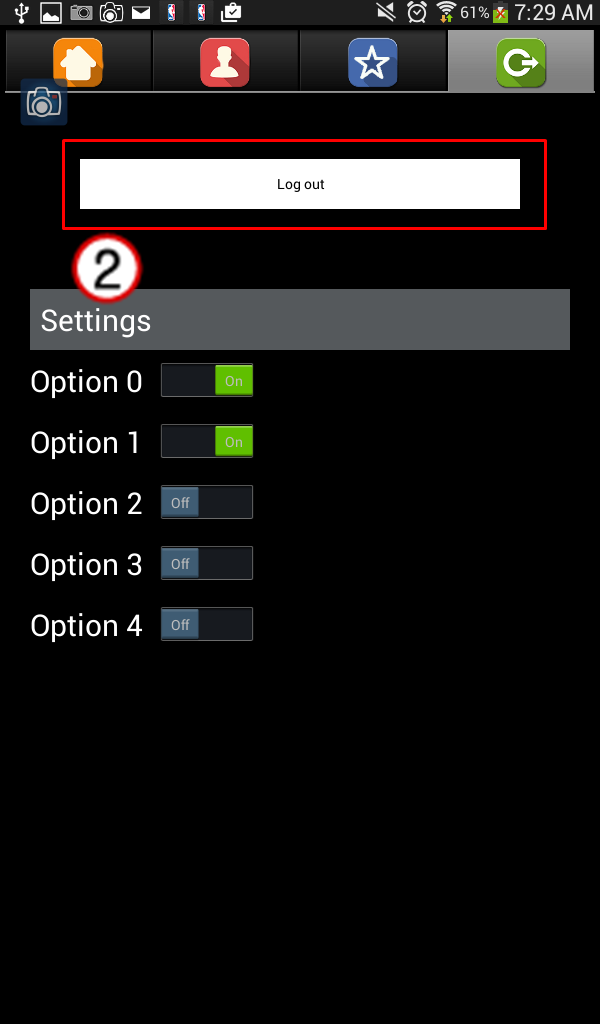 61% 7:29 AM
Log out
2
Settings
Option 0 On
Option 1 On
Option 2 Off
Option 3 Off
Option 4 Off